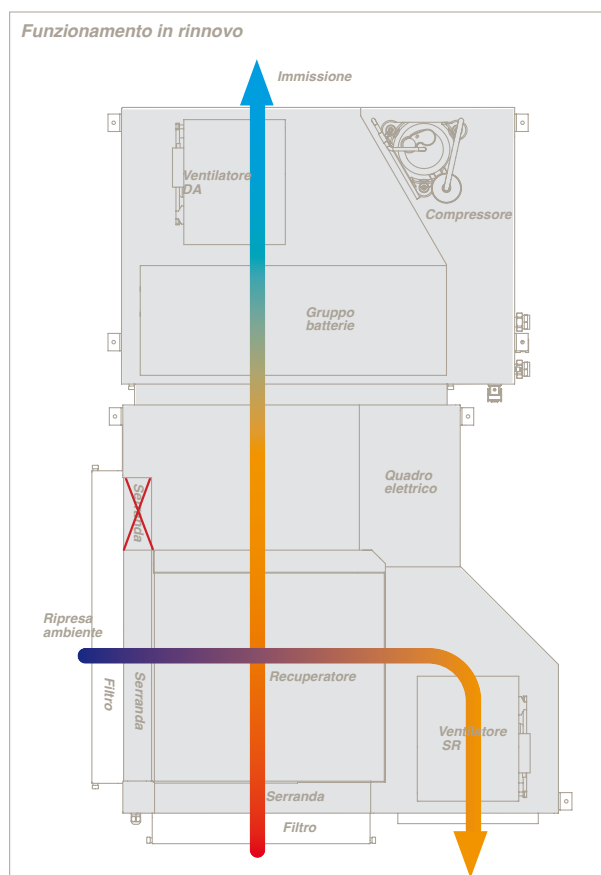 Funzionamento in rinnovo
Immissione
Ventilatore
DA
Compressore
Gruppo
batterie
Quadro
elettrico
Serranda
Ripresa
ambiente
Filtro
Serranda
Recuperatore
Ventilatore
SR
Serranda
Filtro